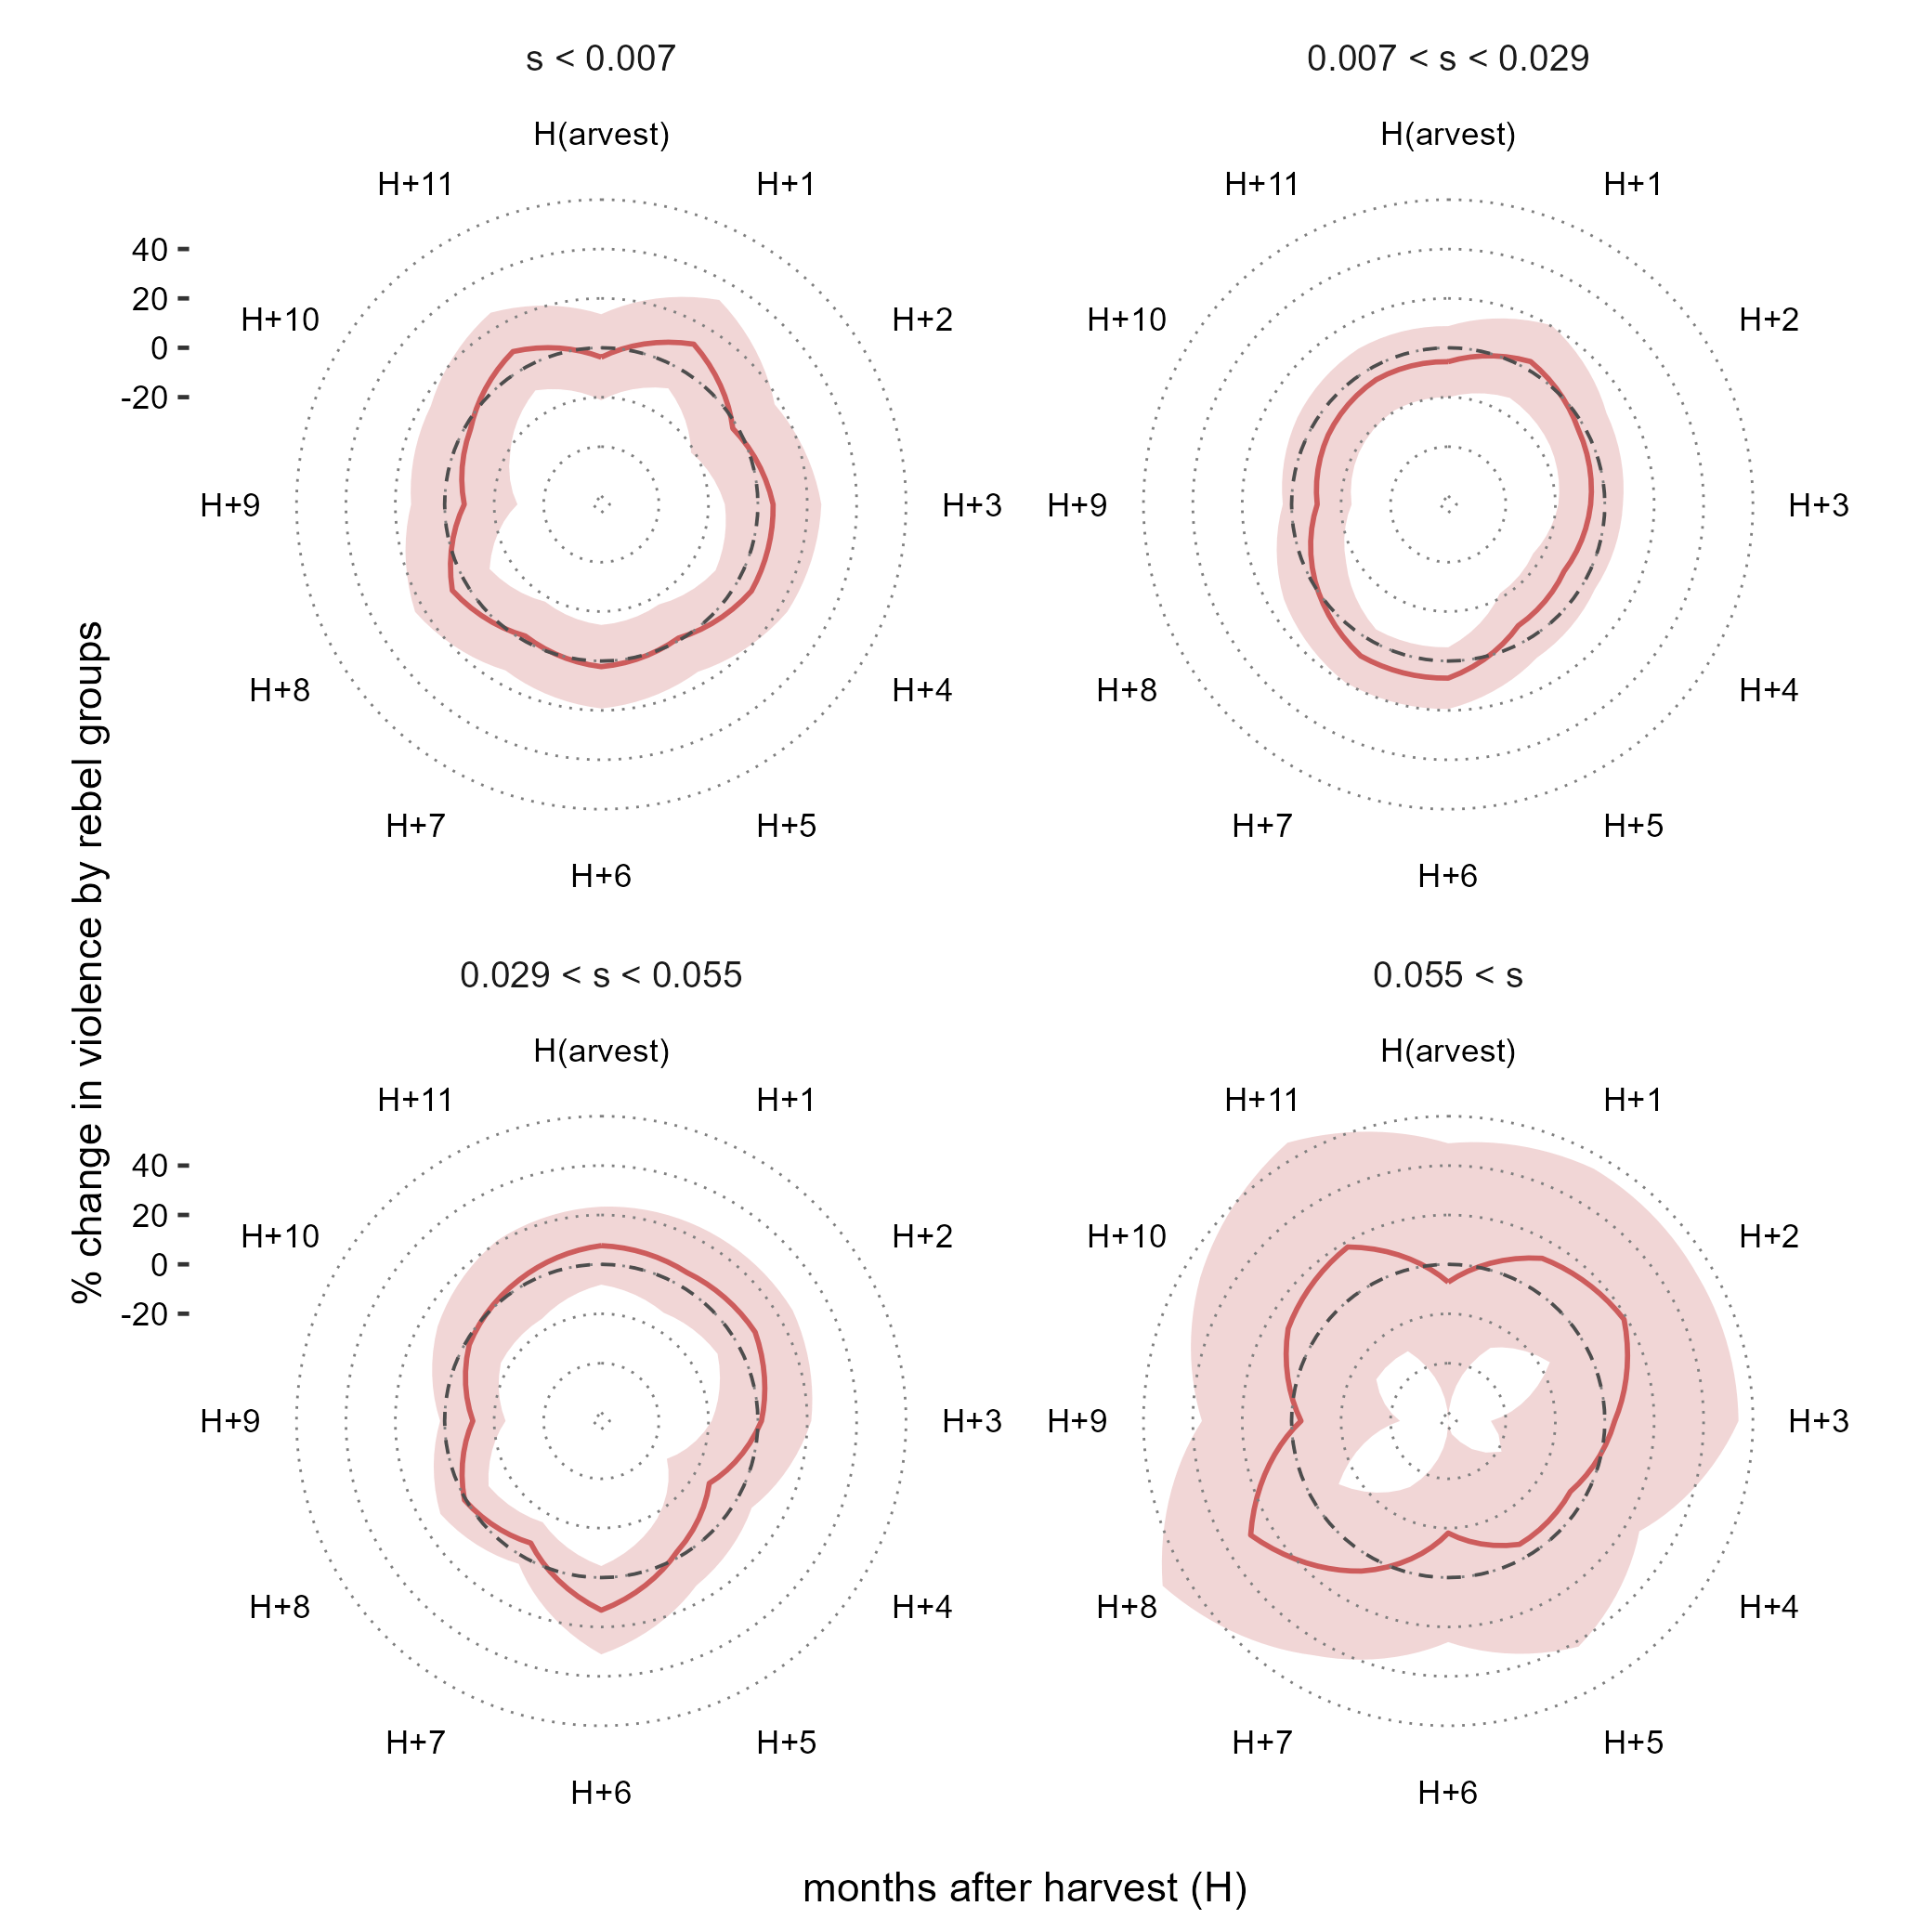 s < 0.007
H(arvest)
H+11
H+1
40
20
0
-20
H+10
H+2
H+9
H+3
H+8
H+4
H+7
H+5
H+6
0.007 < s < 0.029
H(arvest)
H+11
H+1
H+10
H+2
H+9
H+3
H+8
H+4
H+7
H+5
H+6
% change in violence by rebel groups
0.029 < s < 0.055
H(arvest)
H+11
H+1
40
20
0
-20
H+10
H+2
H+9
H+3
H+8
H+4
H+7
H+5
H+6
0.055 < s
H(arvest)
H+11
H+1
H+10
H+2
H+9
H+3
H+8
H+4
H+7
H+5
H+6
months after harvest (H)